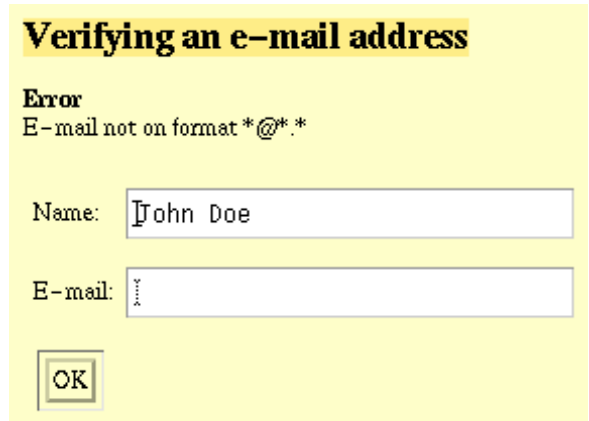 Verifying an e-mail address
Error
E-mail not on format *@*.*
Name: John Doe
E-mail:
OK